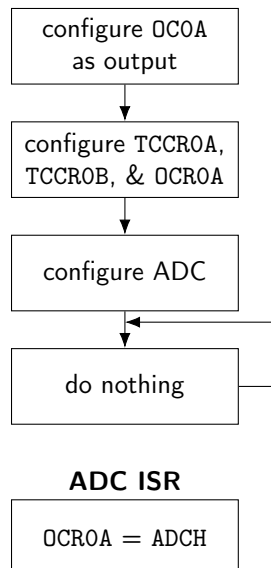 configure OC0A
as output
configure TCCR0A,
TCCR0B, & OCR0A
configure ADC
do nothing
ADC ISR
OCR0A = ADCH